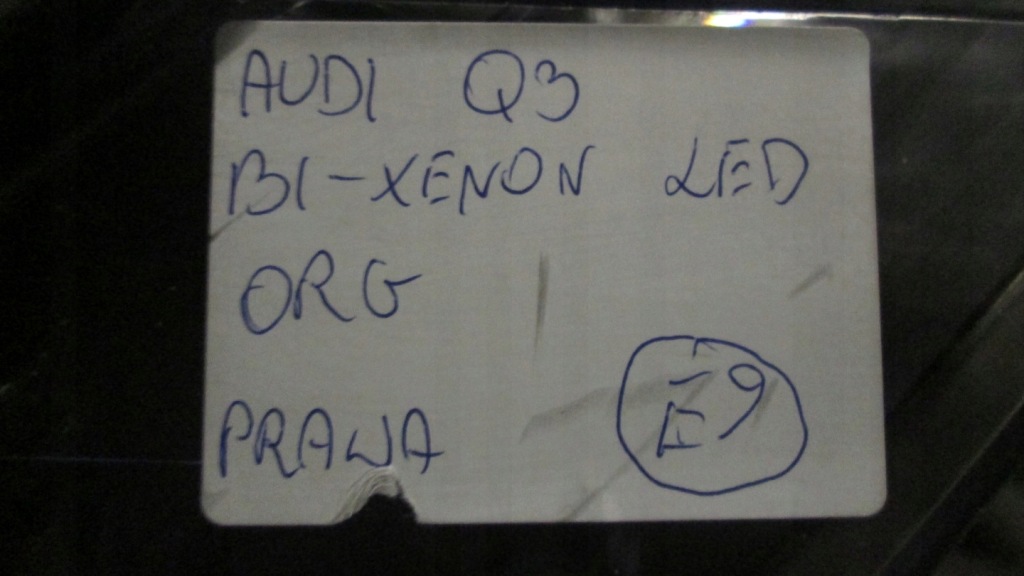 AUDI Q3
BI-XENON LED
ORG
PRAWA
E9